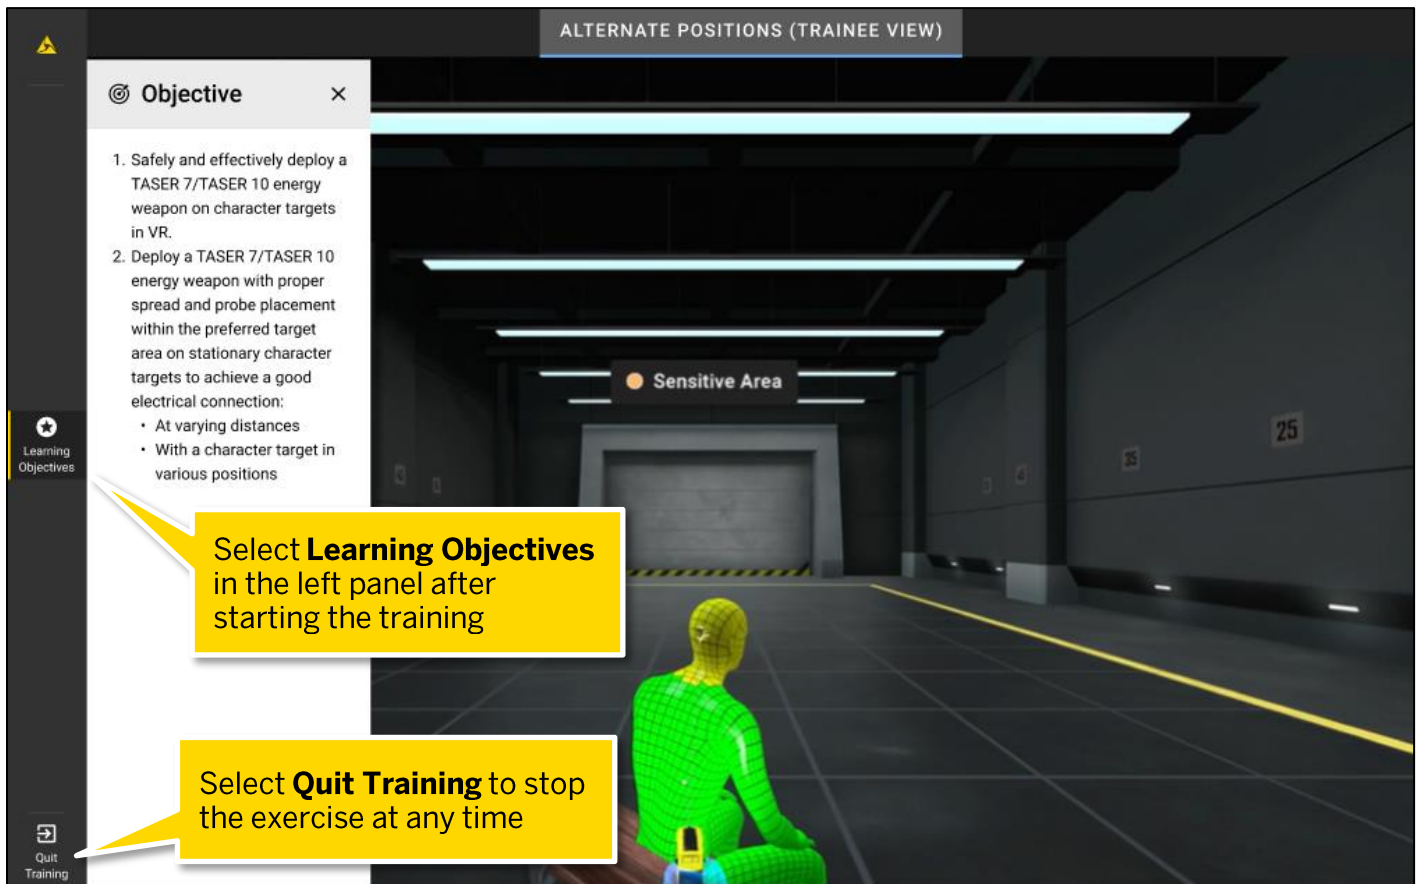 ALTERNATE POSITIONS (TRAINEE VIEW)
Objective
1. Safely and effectively deploy a
TASER 7/TASER 10 energy
weapon on character targets
in VR.
2. Deploy a TASER 7/TASER 10
energy weapon with proper
spread and probe placement
within the preferred target
area on stationary character
targets to achieve a good
electrical connection:
• At varying distances
• With a character target in
various positions
Sensitive Area
25
35
Learning
Objectives
Select Learning Objectives
in the left panel after
starting the training
Select Quit Training to stop
the exercise at any time
Quit
Training